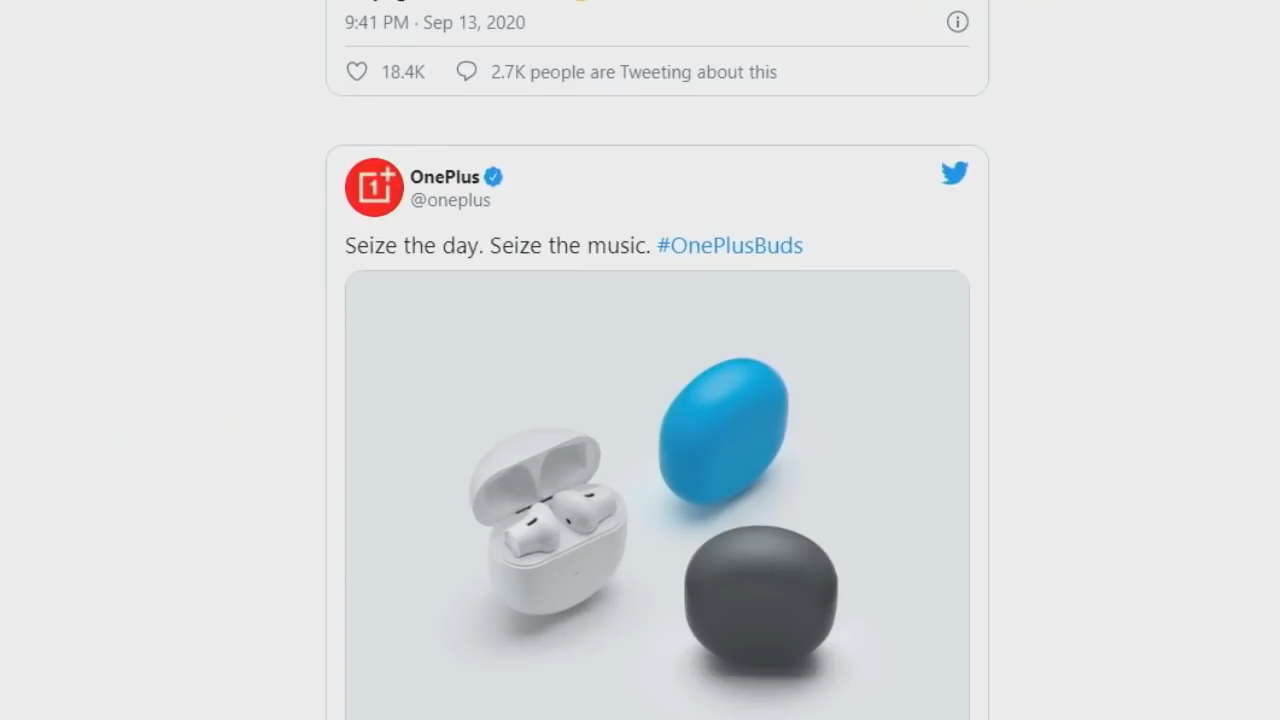 9:41 PM · Sep 13, 2020
18.4K 2.7K people are Tweeting about this
OnePlus
@oneplus
Seize the day. Seize the music. #OnePlusBuds